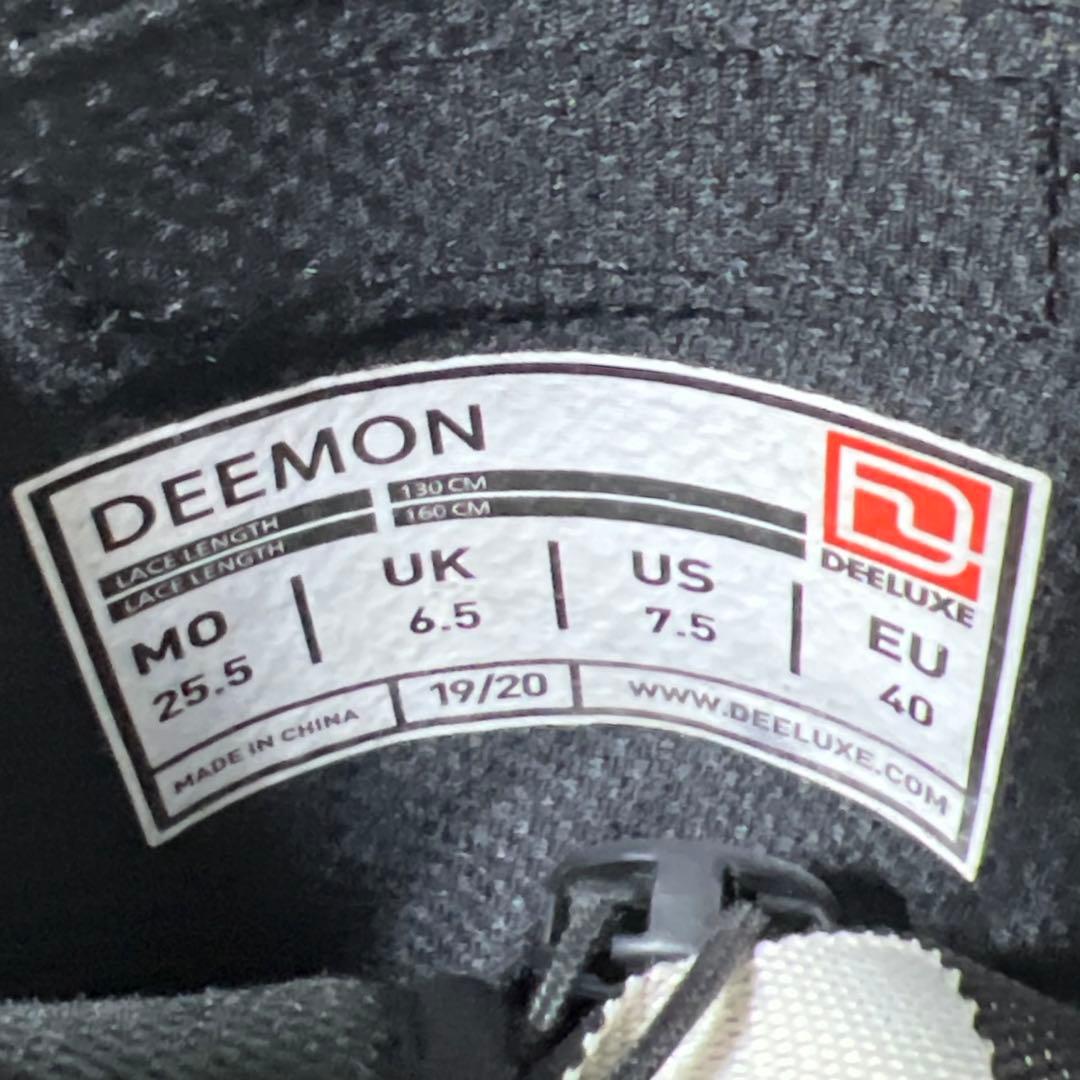 DEEMON
LACE LENGTH 130 CM
LACE LENGTH 160 CM
DEELUXE
MO UK US EU
25.5 6.5 7.5 40
MADE IN CHINA 19/20 WWW.DEELUXE.COM